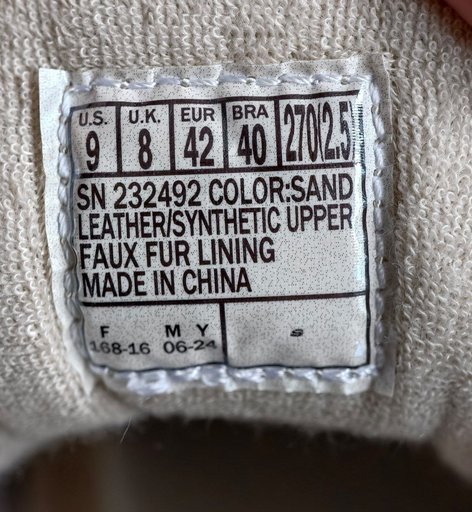 U.S. U.K. EUR BRA
9 8 42 40 270(2.5)
SN 232492 COLOR:SAND
LEATHER/SYNTHETIC UPPER
FAUX FUR LINING
MADE IN CHINA
F M Y
168-16 06-24 S